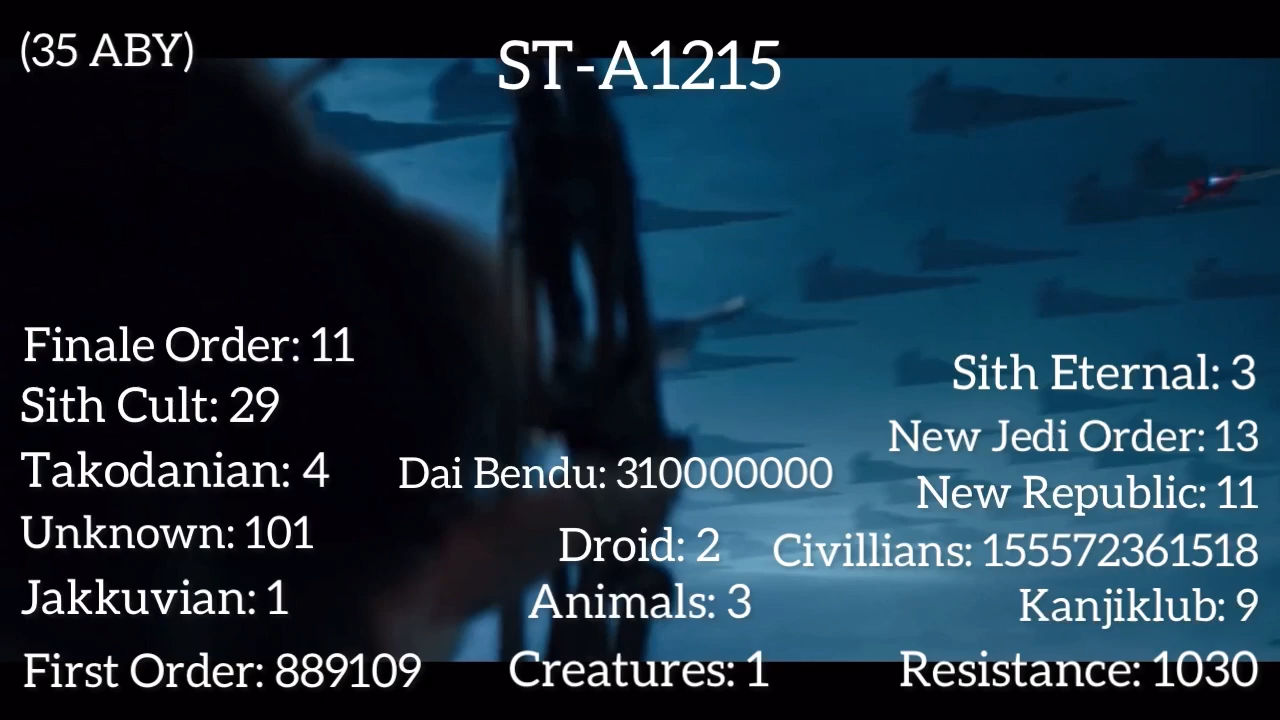 (35 ABY)
ST-A1215
Finale Order: 11
Sith Cult: 29
Takodanian: 4
Unknown: 101
Jakkuvian: 1
First Order: 889109
Dai Bendu: 310000000
Droid: 2
Animals: 3
Creatures: 1
Sith Eternal: 3
New Jedi Order: 13
New Republic: 11
Civillians: 155572361518
Kanjiklub: 9
Resistance: 1030